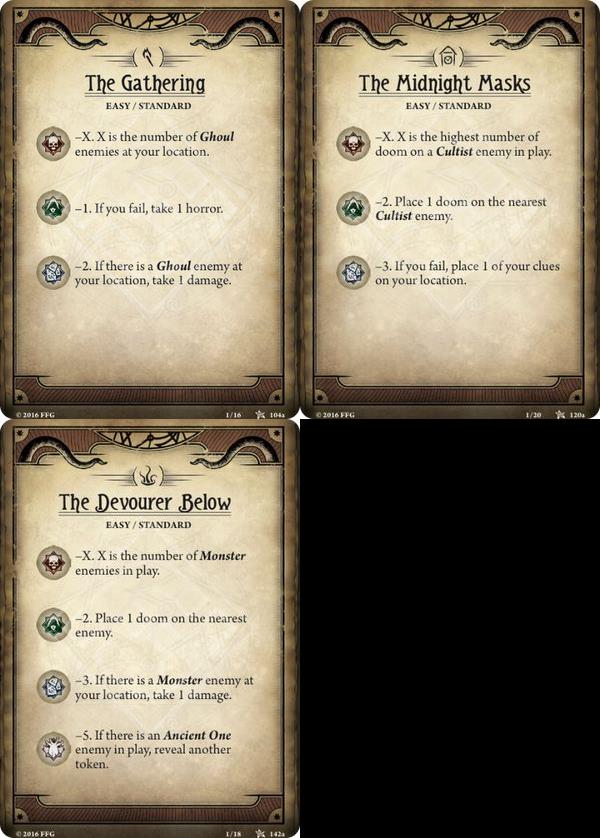 The Gathering
EASY / STANDARD
–X. X is the number of Ghoul
enemies at your location.
–1. If you fail, take 1 horror.
–2. If there is a Ghoul enemy at
your location, take 1 damage.
© 2016 FFG 1/16 104a
The Midnight Masks
EASY / STANDARD
–X. X is the highest number of
doom on a Cultist enemy in play.
–2. Place 1 doom on the nearest
Cultist enemy.
–3. If you fail, place 1 of your clues
on your location.
© 2016 FFG 1/20 120a
The Devourer Below
EASY / STANDARD
–X. X is the number of Monster
enemies in play.
–2. Place 1 doom on the nearest
enemy.
–3. If there is a Monster enemy at
your location, take 1 damage.
–5. If there is an Ancient One
enemy in play, reveal another
token.
© 2016 FFG 1/18 142a